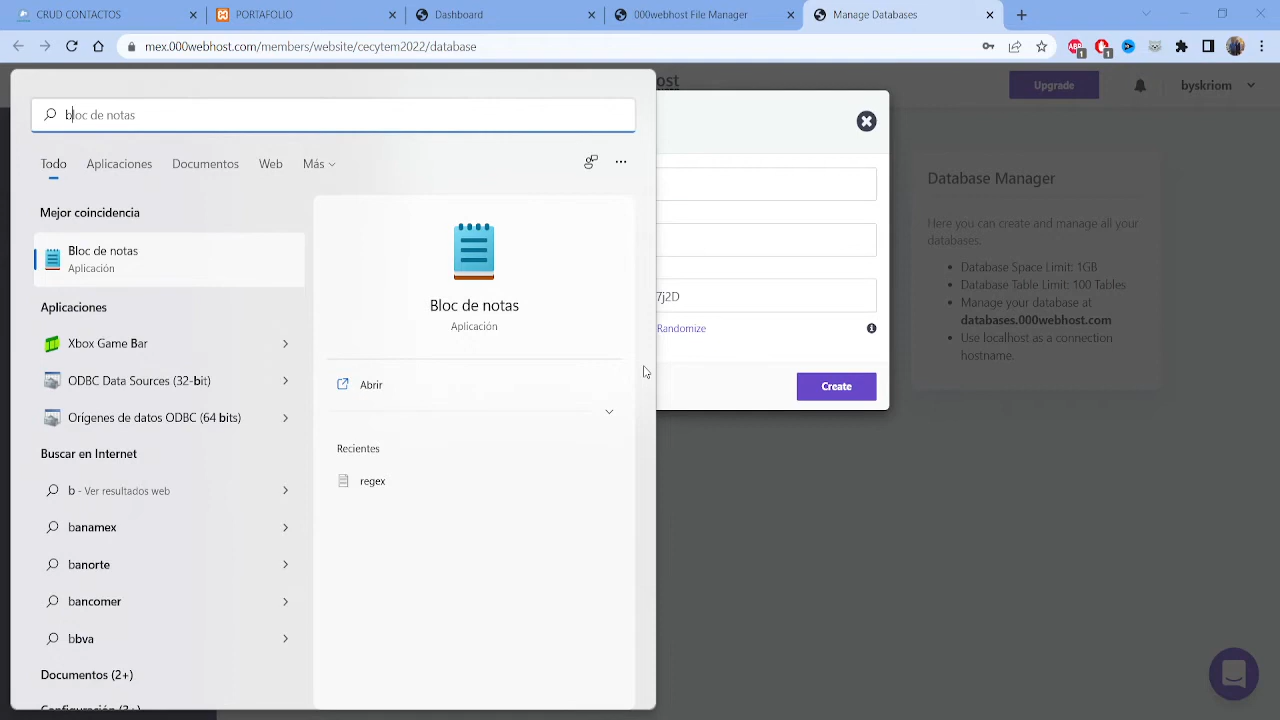 CRUD CONTACTOS
PORTAFOLIO
Dashboard
000webhost File Manager
Manage Databases
mex.000webhost.com/members/website/cecytem2022/database
ost
Upgrade
byskriom
bloc de notas
Todo
Aplicaciones
Documentos
Web
Más
Mejor coincidencia
Bloc de notas
Aplicación
Aplicaciones
Xbox Game Bar
ODBC Data Sources (32-bit)
Orígenes de datos ODBC (64 bits)
Buscar en Internet
b - Ver resultados web
banamex
banorte
bancomer
bbva
Documentos (2+)
Configuración (3+)
Bloc de notas
Aplicación
Abrir
Recientes
regex
7j2D
Randomize
Create
Database Manager
Here you can create and manage all your
databases.
Database Space Limit: 1GB
Database Table Limit: 100 Tables
Manage your database at
databases.000webhost.com
Use localhost as a connection
hostname.